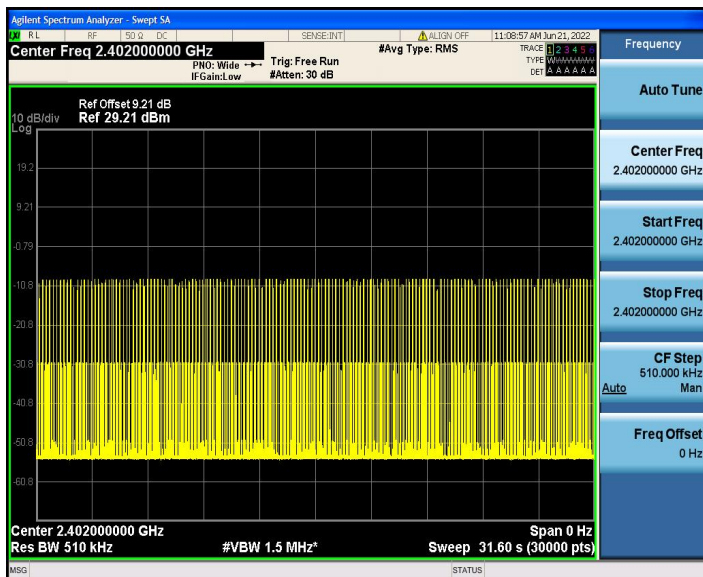 Agilent Spectrum Analyzer - Swept SA
LXI RL RF 50 Ω DC SENSE:INT ALIGN OFF 11:08:57 AM Jun 21, 2022
Center Freq 2.402000000 GHz
PNO: Wide
IFGain:Low
Trig: Free Run
#Atten: 30 dB
#Avg Type: RMS
TRACE 1 2 3 4 5 6
TYPE WWWWWWW
DET A A A A A A
Frequency
Auto Tune
Center Freq
2.402000000 GHz
Start Freq
2.402000000 GHz
Stop Freq
2.402000000 GHz
CF Step
510.000 kHz
Auto Man
Freq Offset
0 Hz
Ref Offset 9.21 dB
10 dB/div Ref 29.21 dBm
Log
19.2
9.21
-0.79
-10.8
-20.8
-30.8
-40.8
-50.8
-60.8
Center 2.402000000 GHz Span 0 Hz
Res BW 510 kHz #VBW 1.5 MHz* Sweep 31.60 s (30000 pts)
MSG STATUS